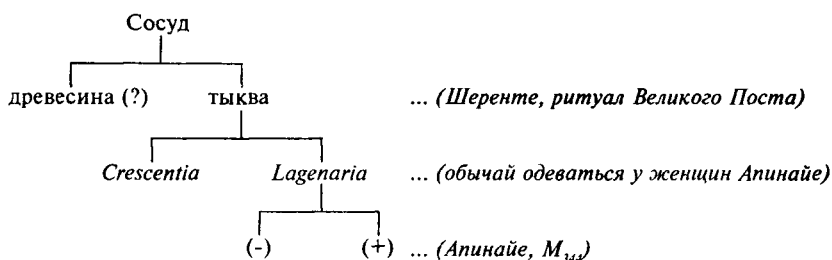 Сосуд
древесина (?) тыква ... (Шеренте, ритуал Великого Поста)
Crescentia Lagenaria ... (обычай одеваться у женщин Апинайе)
(-) (+) ... (Апинайе, M